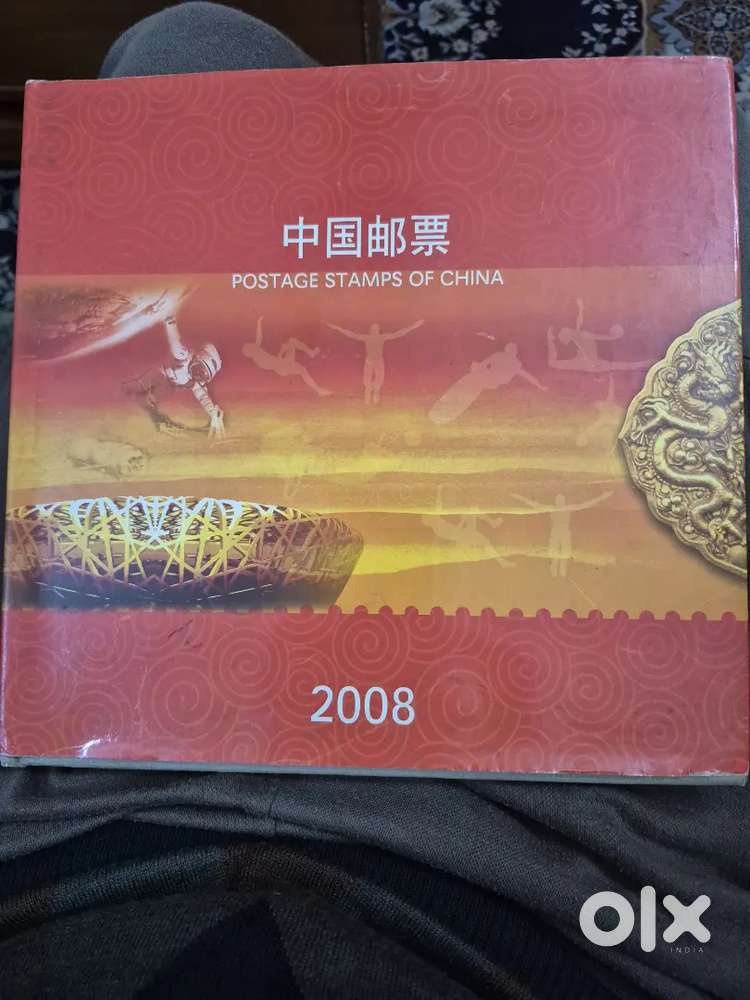 中国邮票
POSTAGE STAMPS OF CHINA
2008
olx
INDIA